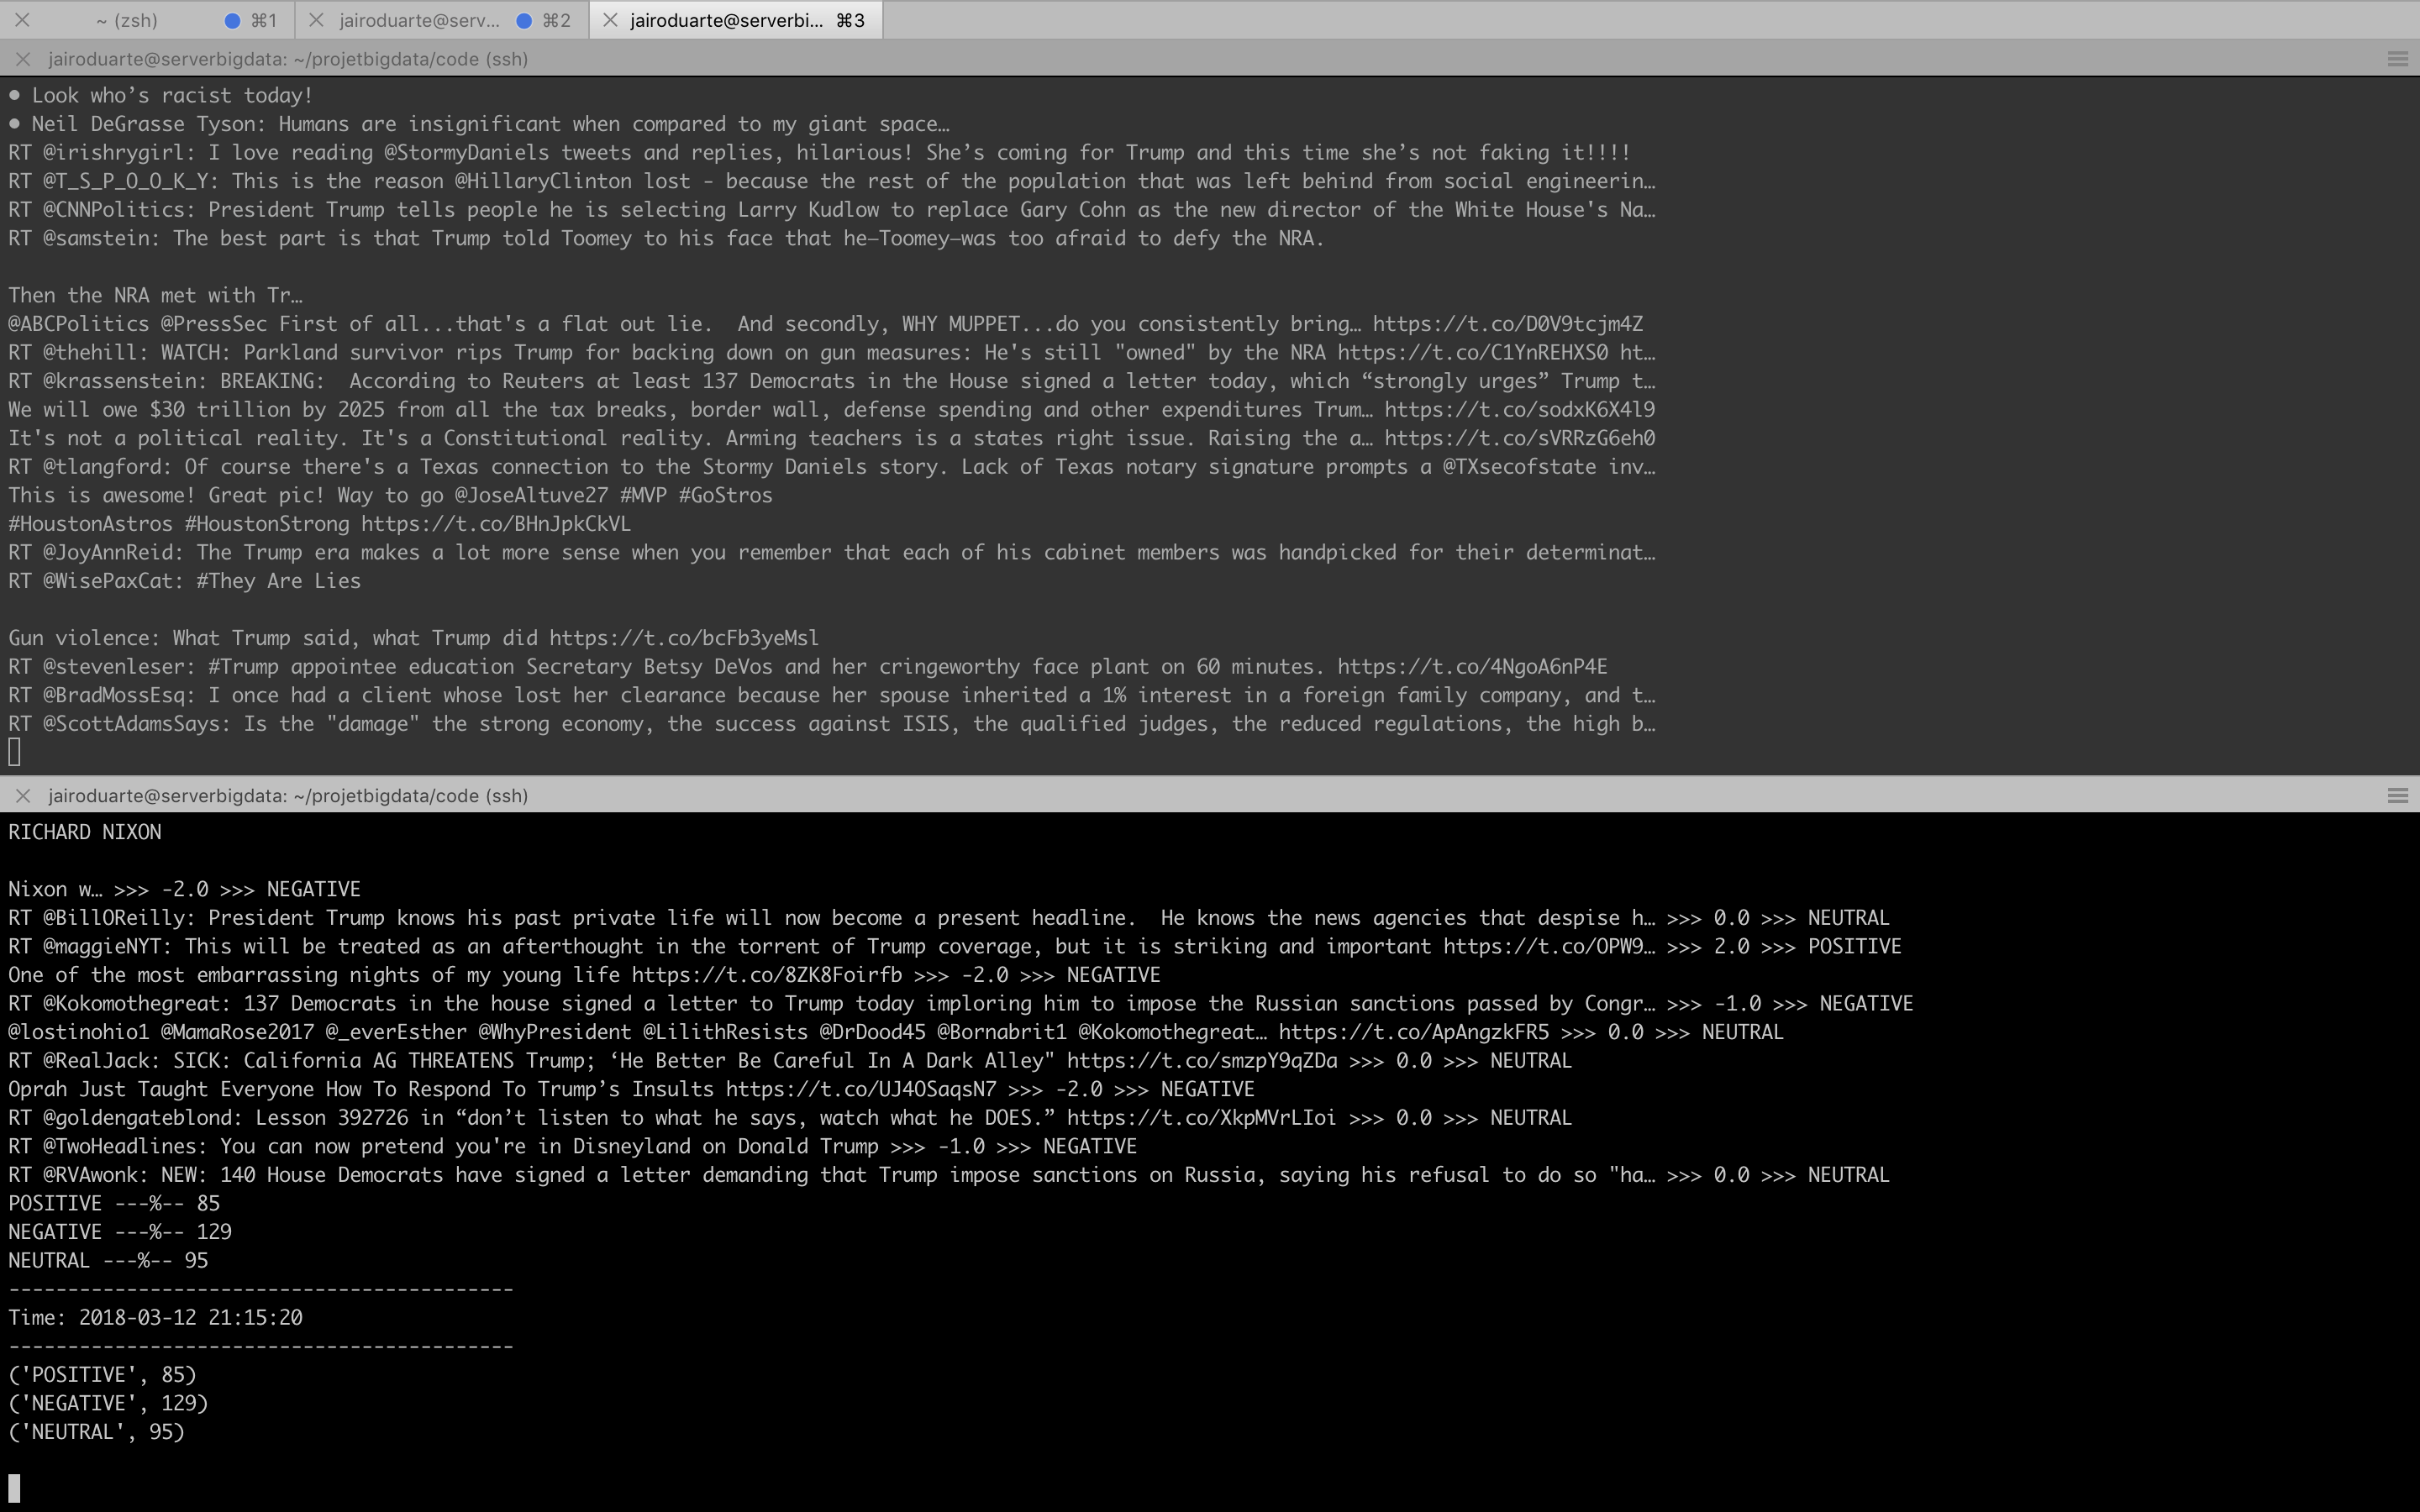 ~ (zsh) ⌘1 jairoduarte@serv... ⌘2 jairoduarte@serverbi... ⌘3
jairoduarte@serverbigdata: ~/projetbigdata/code (ssh)
● Look who’s racist today!
● Neil DeGrasse Tyson: Humans are insignificant when compared to my giant space…
RT @irishrygirl: I love reading @StormyDaniels tweets and replies, hilarious! She’s coming for Trump and this time she’s not faking it!!!!
RT @T_S_P_O_O_K_Y: This is the reason @HillaryClinton lost - because the rest of the population that was left behind from social engineerin…
RT @CNNPolitics: President Trump tells people he is selecting Larry Kudlow to replace Gary Cohn as the new director of the White House's Na…
RT @samstein: The best part is that Trump told Toomey to his face that he—Toomey—was too afraid to defy the NRA.
Then the NRA met with Tr…
@ABCPolitics @PressSec First of all...that's a flat out lie.  And secondly, WHY MUPPET...do you consistently bring… https://t.co/D0V9tcjm4Z
RT @thehill: WATCH: Parkland survivor rips Trump for backing down on gun measures: He's still "owned" by the NRA https://t.co/C1YnREHXS0 ht…
RT @krassenstein: BREAKING:  According to Reuters at least 137 Democrats in the House signed a letter today, which “strongly urges” Trump t…
We will owe $30 trillion by 2025 from all the tax breaks, border wall, defense spending and other expenditures Trum… https://t.co/sodxK6X4l9
It's not a political reality. It's a Constitutional reality. Arming teachers is a states right issue. Raising the a… https://t.co/sVRRzG6eh0
RT @tlangford: Of course there's a Texas connection to the Stormy Daniels story. Lack of Texas notary signature prompts a @TXsecofstate inv…
This is awesome! Great pic! Way to go @JoseAltuve27 #MVP #GoStros
#HoustonAstros #HoustonStrong https://t.co/BHnJpkCkVL
RT @JoyAnnReid: The Trump era makes a lot more sense when you remember that each of his cabinet members was handpicked for their determinat…
RT @WisePaxCat: #They Are Lies
Gun violence: What Trump said, what Trump did https://t.co/bcFb3yeMsl
RT @stevenleser: #Trump appointee education Secretary Betsy DeVos and her cringeworthy face plant on 60 minutes. https://t.co/4NgoA6nP4E
RT @BradMossEsq: I once had a client whose lost her clearance because her spouse inherited a 1% interest in a foreign family company, and t…
RT @ScottAdamsSays: Is the "damage" the strong economy, the success against ISIS, the qualified judges, the reduced regulations, the high b…
jairoduarte@serverbigdata: ~/projetbigdata/code (ssh)
RICHARD NIXON
Nixon w… >>> -2.0 >>> NEGATIVE
RT @BillOReilly: President Trump knows his past private life will now become a present headline.  He knows the news agencies that despise h… >>> 0.0 >>> NEUTRAL
RT @maggieNYT: This will be treated as an afterthought in the torrent of Trump coverage, but it is striking and important https://t.co/OPW9… >>> 2.0 >>> POSITIVE
One of the most embarrassing nights of my young life https://t.co/8ZK8Foirfb >>> -2.0 >>> NEGATIVE
RT @Kokomothegreat: 137 Democrats in the house signed a letter to Trump today imploring him to impose the Russian sanctions passed by Congr… >>> -1.0 >>> NEGATIVE
@lostinohio1 @MamaRose2017 @_everEsther @WhyPresident @LilithResists @DrDood45 @Bornabrit1 @Kokomothegreat… https://t.co/ApAngzkFR5 >>> 0.0 >>> NEUTRAL
RT @RealJack: SICK: California AG THREATENS Trump; ‘He Better Be Careful In A Dark Alley" https://t.co/smzpY9qZDa >>> 0.0 >>> NEUTRAL
Oprah Just Taught Everyone How To Respond To Trump’s Insults https://t.co/UJ4OSaqsN7 >>> -2.0 >>> NEGATIVE
RT @goldengateblond: Lesson 392726 in “don’t listen to what he says, watch what he DOES.” https://t.co/XkpMVrLIoi >>> 0.0 >>> NEUTRAL
RT @TwoHeadlines: You can now pretend you're in Disneyland on Donald Trump >>> -1.0 >>> NEGATIVE
RT @RVAwonk: NEW: 140 House Democrats have signed a letter demanding that Trump impose sanctions on Russia, saying his refusal to do so "ha… >>> 0.0 >>> NEUTRAL
POSITIVE ---%-- 85
NEGATIVE ---%-- 129
NEUTRAL ---%-- 95
-------------------------------------------
Time: 2018-03-12 21:15:20
-------------------------------------------
('POSITIVE', 85)
('NEGATIVE', 129)
('NEUTRAL', 95)